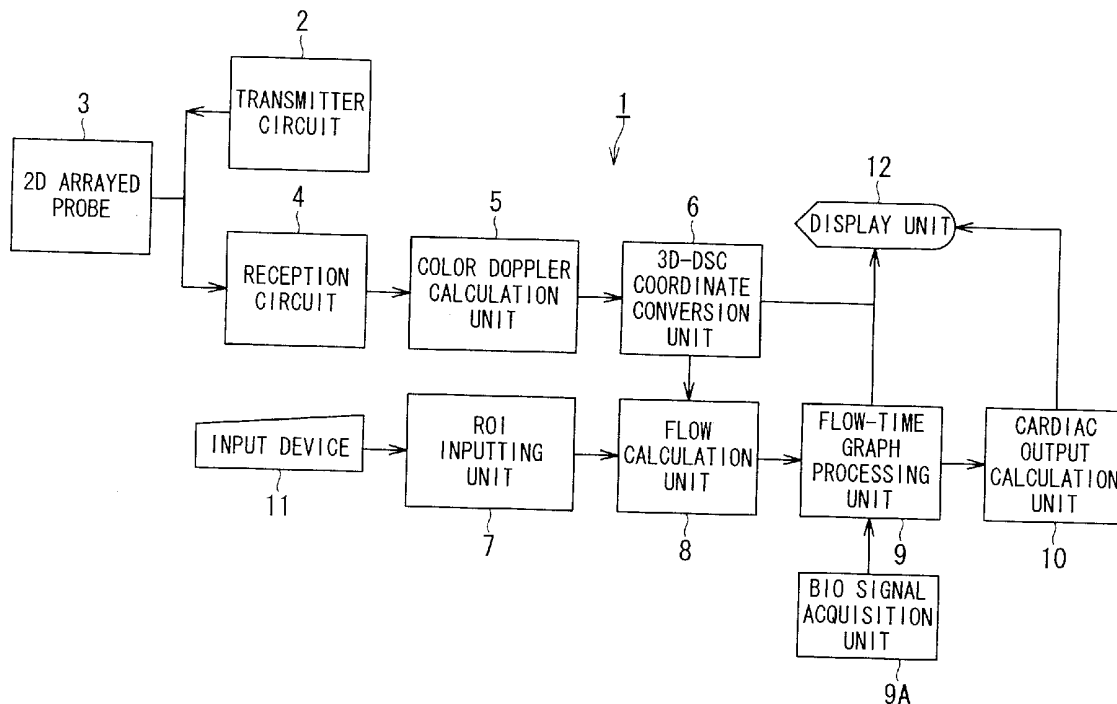 2
TRANSMITTER
CIRCUIT
1
3
2D ARRAYED
PROBE
4
RECEPTION
CIRCUIT
5
COLOR DOPPLER
CALCULATION
UNIT
6
3D-DSC
COORDINATE
CONVERSION
UNIT
12
DISPLAY UNIT
INPUT DEVICE
11
ROI
INPUTTING
UNIT
7
FLOW
CALCULATION
UNIT
8
FLOW-TIME
GRAPH
PROCESSING
UNIT
9
CARDIAC
OUTPUT
CALCULATION
UNIT
10
BIO SIGNAL
ACQUISITION
UNIT
9A